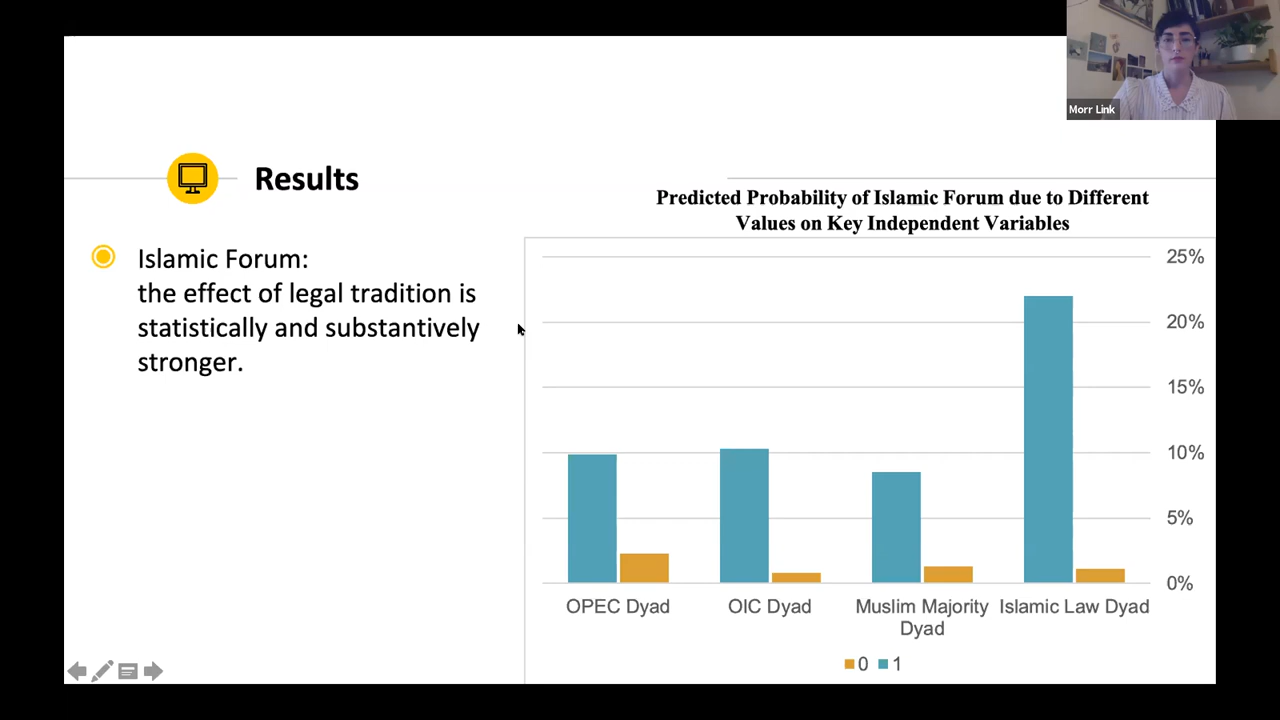 Morr Link
Results
Islamic Forum:
the effect of legal tradition is
statistically and substantively
stronger.
Predicted Probability of Islamic Forum due to Different
Values on Key Independent Variables
25%
20%
15%
10%
5%
0%
OPEC Dyad
OIC Dyad
Muslim Majority
Dyad
Islamic Law Dyad
0
1